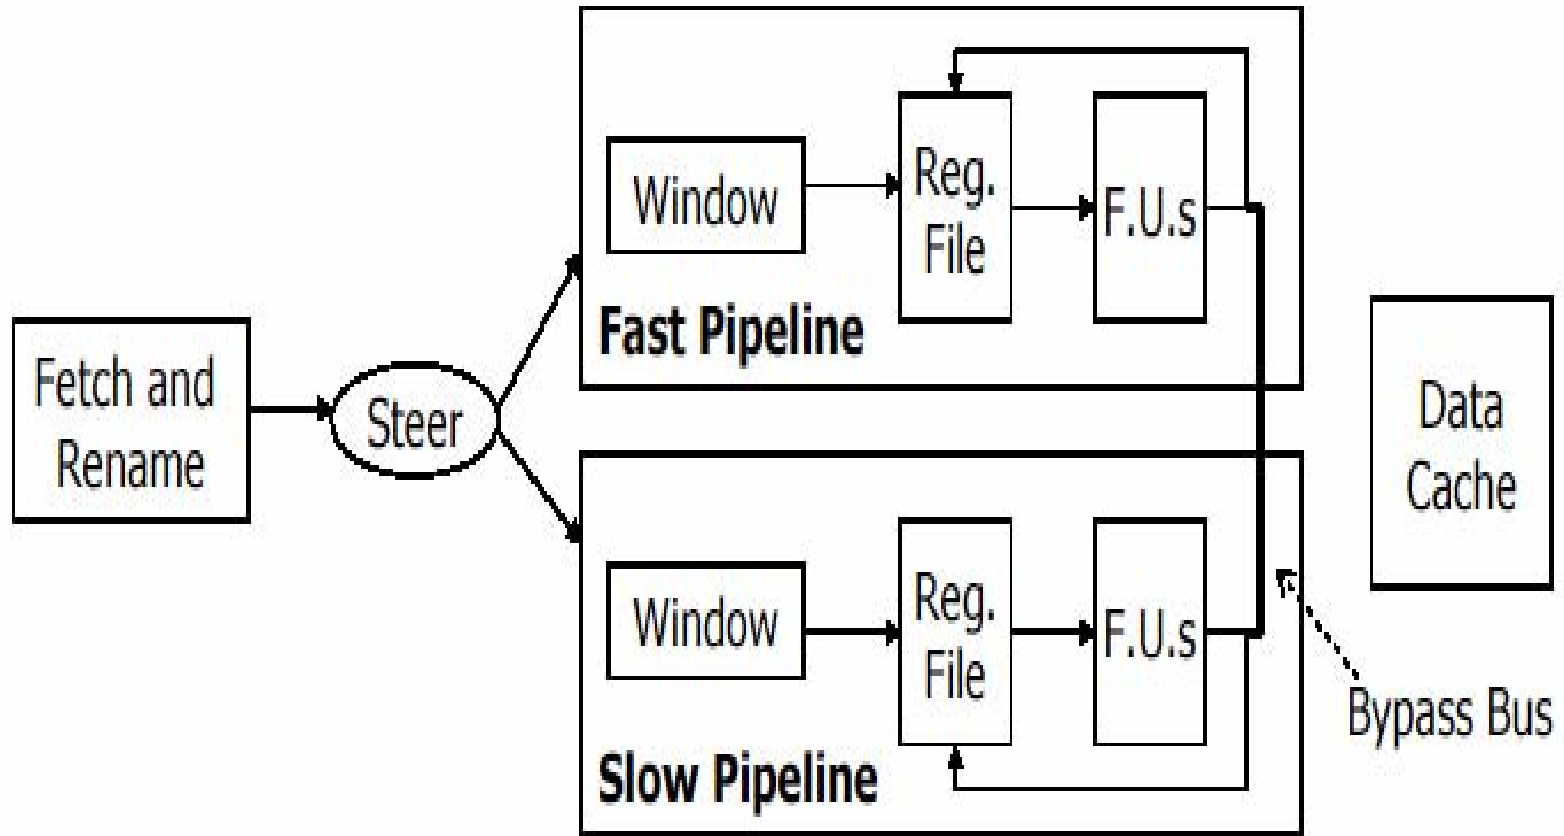 Fetch and
Rename
Steer
Window
Reg.
File
F.U.s
Fast Pipeline
Window
Reg.
File
F.U.s
Slow Pipeline
Data
Cache
Bypass Bus